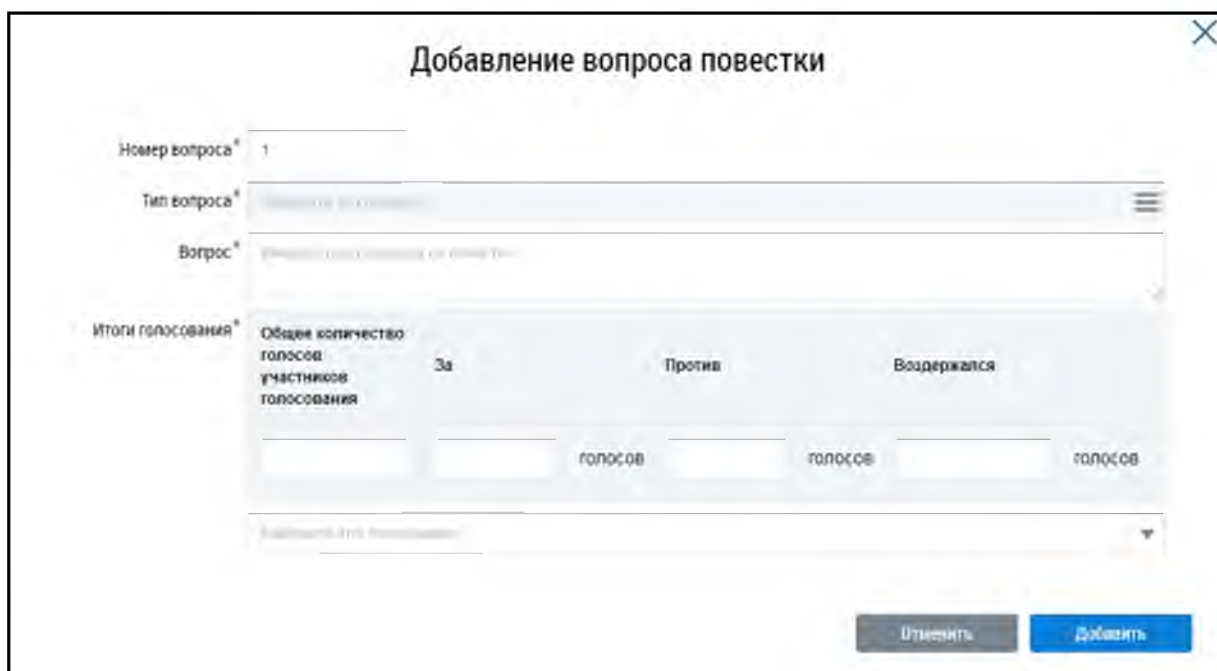 Добавление вопроса повестки
Номер вопроса* 1
Тип вопроса*
Вопрос*
Итоги голосования* Общее количество
голосов
участников
голосования
За Против Воздержался
голосов голосов голосов
Отменить Добавить